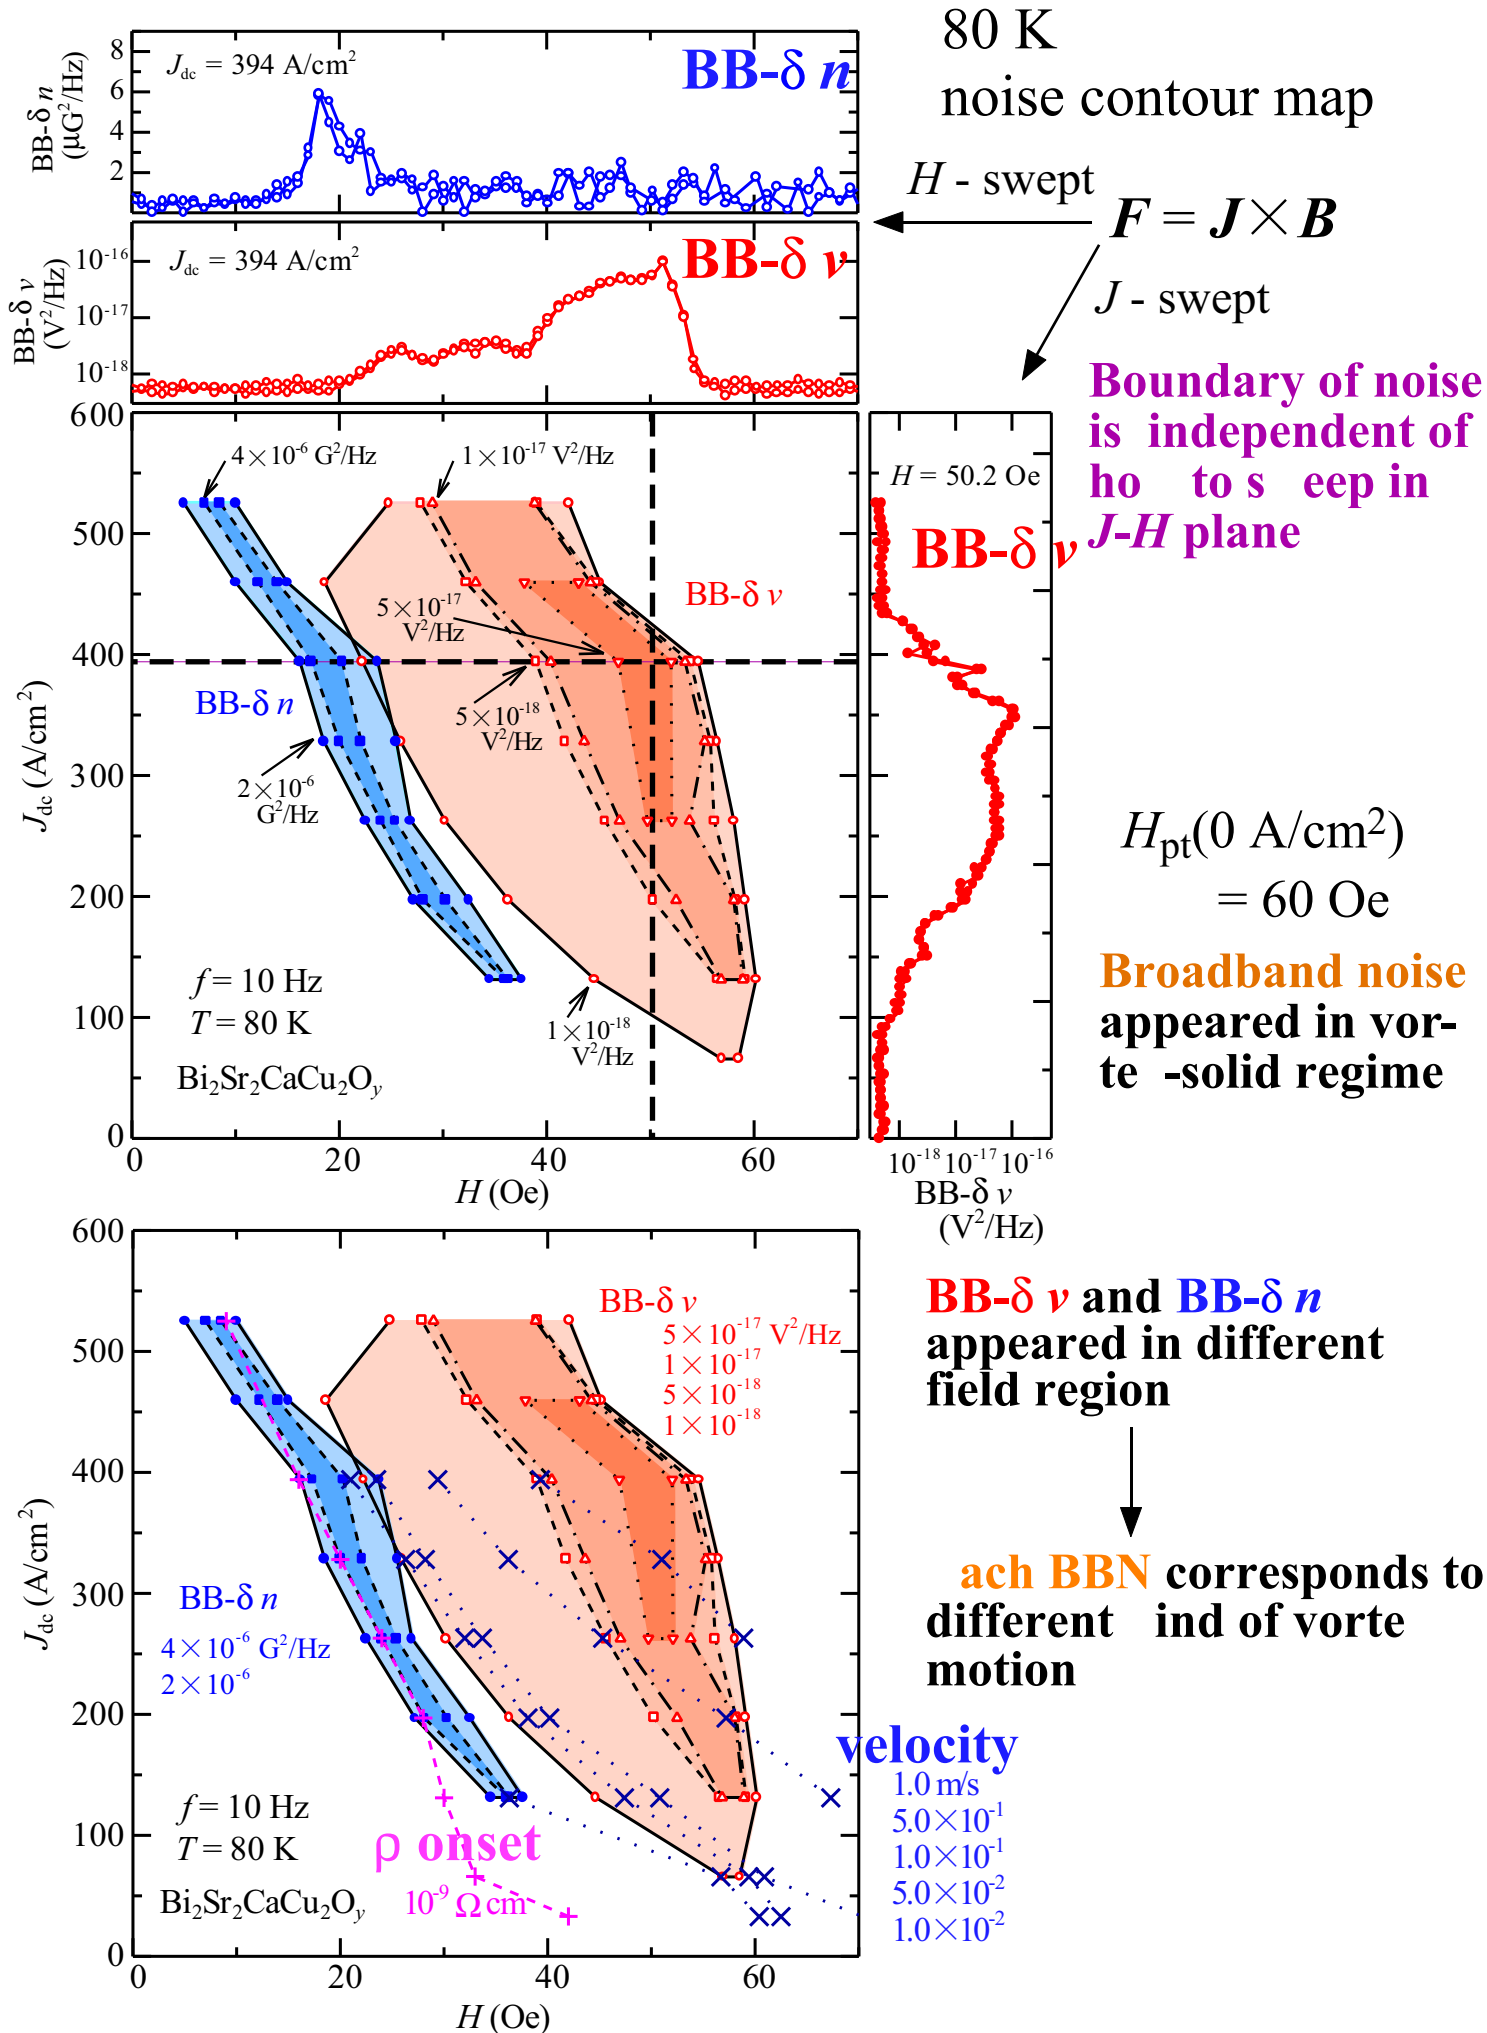 80 K
noise contour map
H - swept
F = J × B
J - swept
Boundary of noise
is independent of
ho to s eep in
J-H plane
8
6
4
2
BB-δ n
(μG²/Hz)
J_dc = 394 A/cm²
BB-δ n
10⁻¹⁶
10⁻¹⁷
10⁻¹⁸
BB-δ v
(V²/Hz)
J_dc = 394 A/cm²
BB-δ v
600
500
400
300
200
100
0
J_dc (A/cm²)
4×10⁻⁶ G²/Hz
1×10⁻¹⁷ V²/Hz
BB-δ v
5×10⁻¹⁷
V²/Hz
BB-δ n
5×10⁻¹⁸
V²/Hz
2×10⁻⁶
G²/Hz
f = 10 Hz
T = 80 K
1×10⁻¹⁸
V²/Hz
Bi₂Sr₂CaCu₂O_y
0 20 40 60
H (Oe)
H = 50.2 Oe
BB-δ v
10⁻¹⁸ 10⁻¹⁷ 10⁻¹⁶
BB-δ v
(V²/Hz)
H_pt(0 A/cm²)
= 60 Oe
Broadband noise
appeared in vor-
te -solid regime
600
500
400
300
200
100
0
J_dc (A/cm²)
BB-δ v
5×10⁻¹⁷ V²/Hz
1×10⁻¹⁷
5×10⁻¹⁸
1×10⁻¹⁸
BB-δ n
4×10⁻⁶ G²/Hz
2×10⁻⁶
f = 10 Hz
T = 80 K
Bi₂Sr₂CaCu₂O_y
ρ onset
10⁻⁹ Ω cm
velocity
1.0 m/s
5.0×10⁻¹
1.0×10⁻¹
5.0×10⁻²
1.0×10⁻²
0 20 40 60
H (Oe)
BB-δ v and BB-δ n
appeared in different
field region
ach BBN corresponds to
different ind of vorte
motion